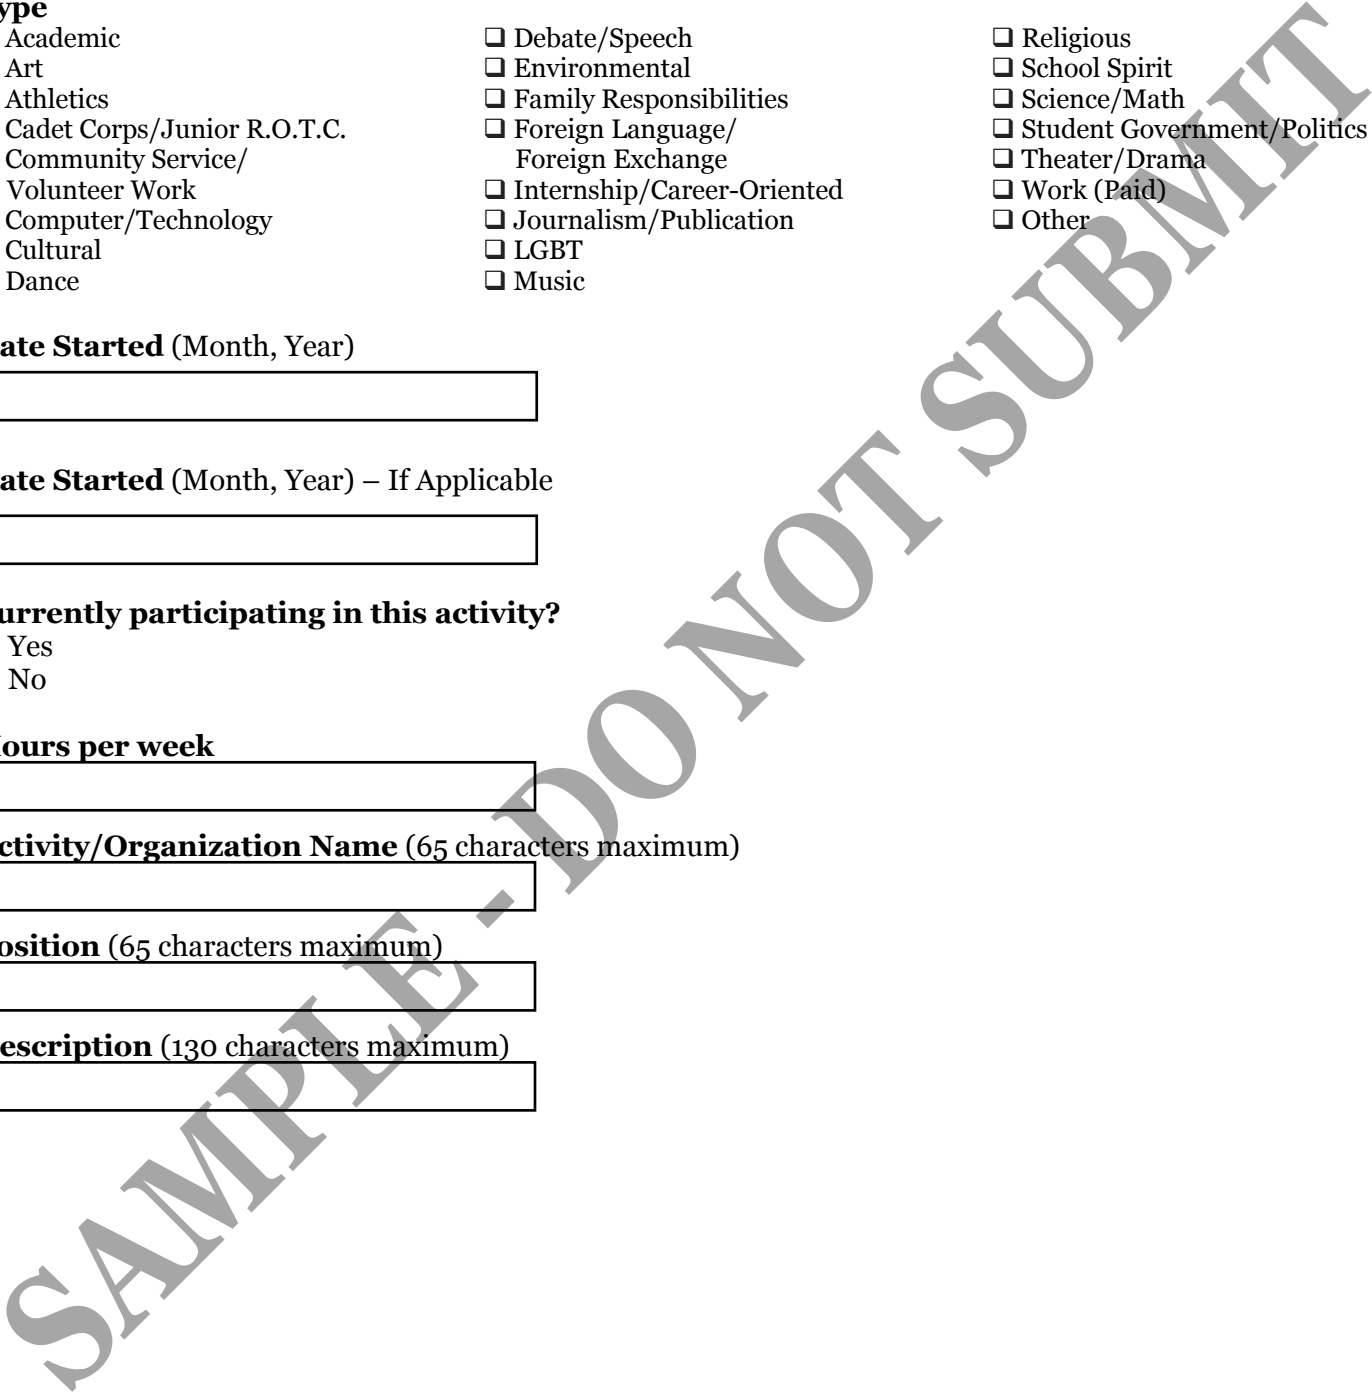 ype
Academic
Art
Athletics
Cadet Corps/Junior R.O.T.C.
Community Service/
Volunteer Work
Computer/Technology
Cultural
Dance
❑ Debate/Speech
❑ Environmental
❑ Family Responsibilities
❑ Foreign Language/
Foreign Exchange
❑ Internship/Career-Oriented
❑ Journalism/Publication
❑ LGBT
❑ Music
❑ Religious
❑ School Spirit
❑ Science/Math
❑ Student Government/Politics
❑ Theater/Drama
❑ Work (Paid)
❑ Other
ate Started (Month, Year)
ate Started (Month, Year) – If Applicable
urrently participating in this activity?
Yes
No
ours per week
ctivity/Organization Name (65 characters maximum)
osition (65 characters maximum)
escription (130 characters maximum)
SAMPLE - DO NOT SUBMIT